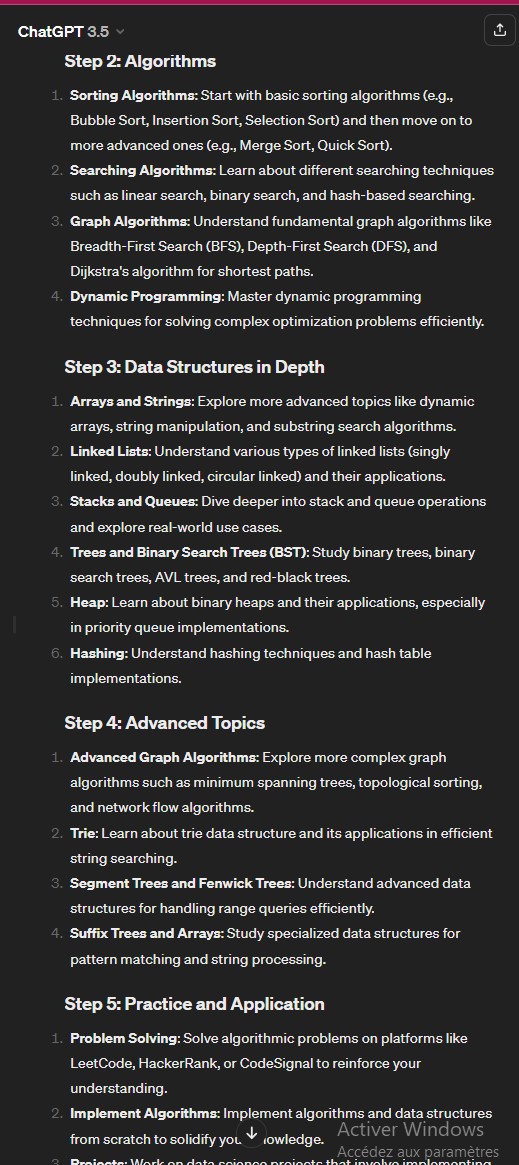 ChatGPT 3.5
Step 2: Algorithms
1. Sorting Algorithms: Start with basic sorting algorithms (e.g.,
Bubble Sort, Insertion Sort, Selection Sort) and then move on to
more advanced ones (e.g., Merge Sort, Quick Sort).
2. Searching Algorithms: Learn about different searching techniques
such as linear search, binary search, and hash-based searching.
3. Graph Algorithms: Understand fundamental graph algorithms like
Breadth-First Search (BFS), Depth-First Search (DFS), and
Dijkstra's algorithm for shortest paths.
4. Dynamic Programming: Master dynamic programming
techniques for solving complex optimization problems efficiently.
Step 3: Data Structures in Depth
1. Arrays and Strings: Explore more advanced topics like dynamic
arrays, string manipulation, and substring search algorithms.
2. Linked Lists: Understand various types of linked lists (singly
linked, doubly linked, circular linked) and their applications.
3. Stacks and Queues: Dive deeper into stack and queue operations
and explore real-world use cases.
4. Trees and Binary Search Trees (BST): Study binary trees, binary
search trees, AVL trees, and red-black trees.
5. Heap: Learn about binary heaps and their applications, especially
in priority queue implementations.
6. Hashing: Understand hashing techniques and hash table
implementations.
Step 4: Advanced Topics
1. Advanced Graph Algorithms: Explore more complex graph
algorithms such as minimum spanning trees, topological sorting,
and network flow algorithms.
2. Trie: Learn about trie data structure and its applications in efficient
string searching.
3. Segment Trees and Fenwick Trees: Understand advanced data
structures for handling range queries efficiently.
4. Suffix Trees and Arrays: Study specialized data structures for
pattern matching and string processing.
Step 5: Practice and Application
1. Problem Solving: Solve algorithmic problems on platforms like
LeetCode, HackerRank, or CodeSignal to reinforce your
understanding.
2. Implement Algorithms: Implement algorithms and data structures
from scratch to solidify
Activer Windows
Accédez aux paramètres
3. Projects: Work on data science projects that involve implementing